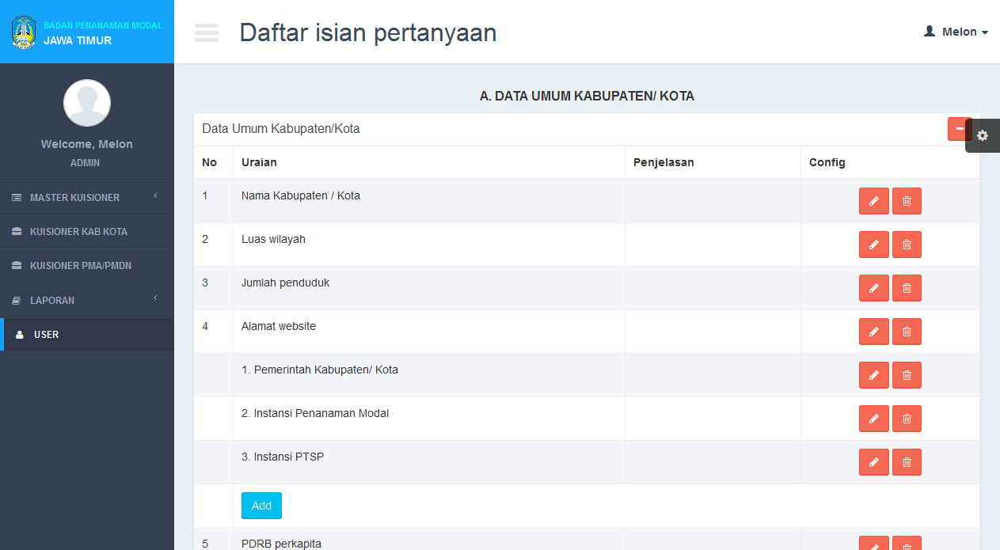 BADAN PENANAMAN MODAL
JAWA TIMUR
Daftar isian pertanyaan
Melon
Welcome, Melon
ADMIN
MASTER KUISIONER
KUISIONER KAB KOTA
KUISIONER PMA/PMDN
LAPORAN
USER
A. DATA UMUM KABUPATEN/ KOTA
Data Umum Kabupaten/Kota
No Uraian Penjelasan Config
1 Nama Kabupaten / Kota
2 Luas wilayah
3 Jumlah penduduk
4 Alamat website
1. Pemerintah Kabupaten/ Kota
2. Instansi Penanaman Modal
3. Instansi PTSP
Add
5 PDRB perkapita